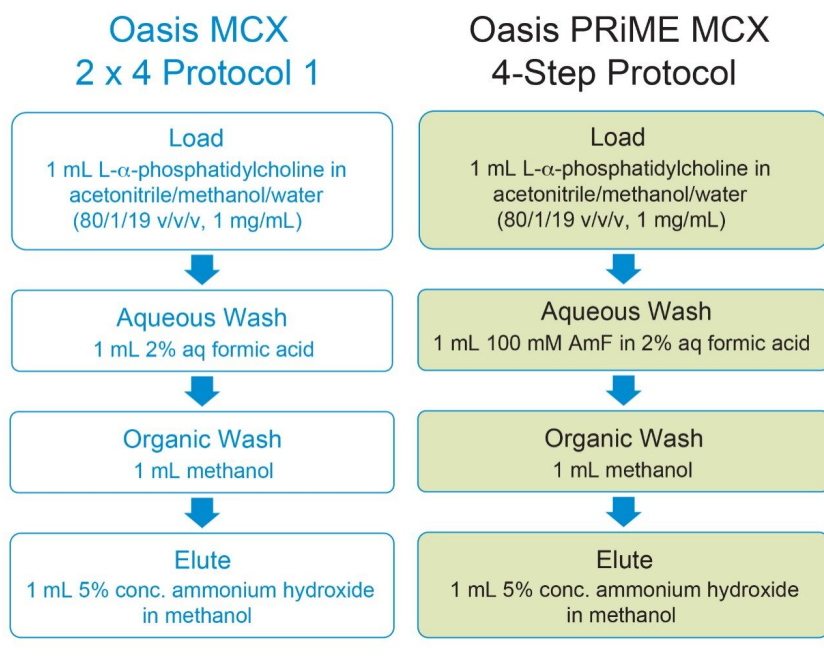 Oasis MCX
2 x 4 Protocol 1
Load
1 mL L-α-phosphatidylcholine in
acetonitrile/methanol/water
(80/1/19 v/v/v, 1 mg/mL)
Aqueous Wash
1 mL 2% aq formic acid
Organic Wash
1 mL methanol
Elute
1 mL 5% conc. ammonium hydroxide
in methanol
Oasis PRiME MCX
4-Step Protocol
Load
1 mL L-α-phosphatidylcholine in
acetonitrile/methanol/water
(80/1/19 v/v/v, 1 mg/mL)
Aqueous Wash
1 mL 100 mM AmF in 2% aq formic acid
Organic Wash
1 mL methanol
Elute
1 mL 5% conc. ammonium hydroxide
in methanol